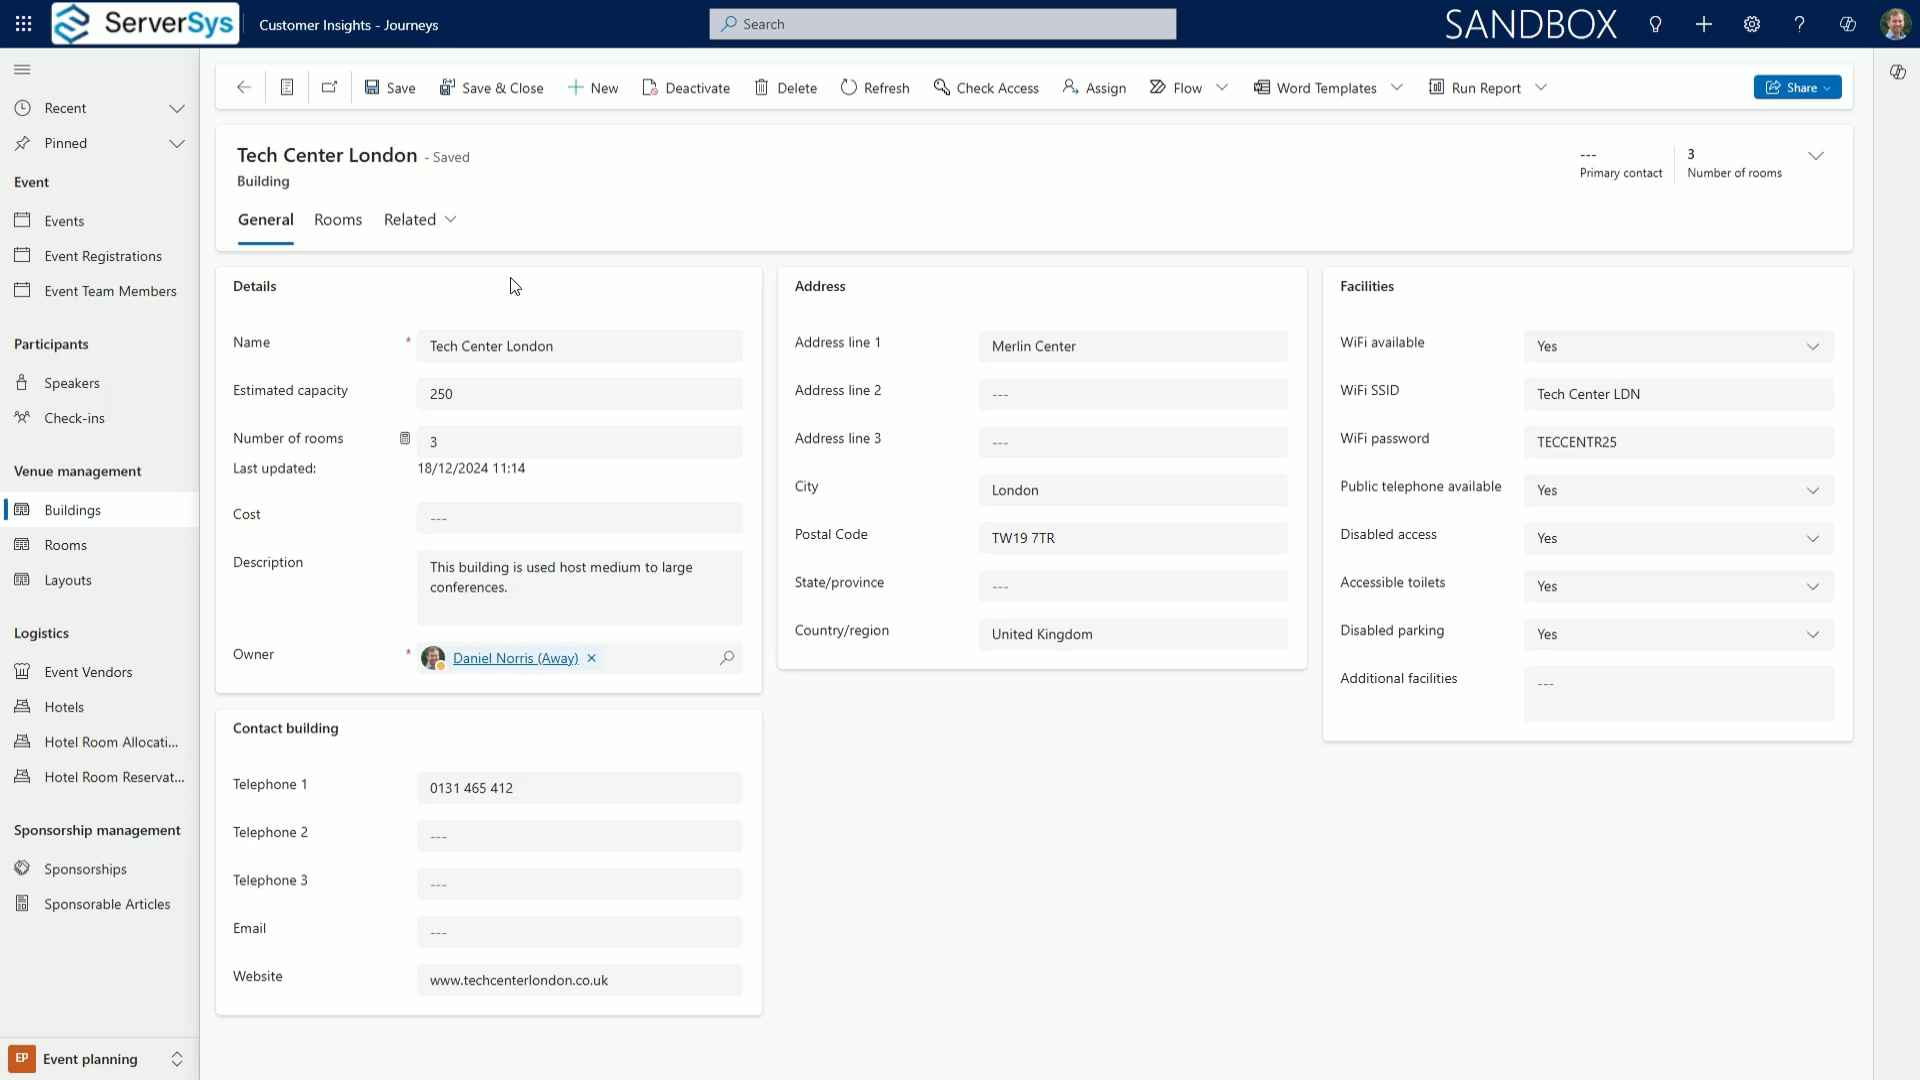 ServerSys
Customer Insights - Journeys
Search
SANDBOX
Save
Save & Close
New
Deactivate
Delete
Refresh
Check Access
Assign
Flow
Word Templates
Run Report
Share
Recent
Pinned
Event
Events
Event Registrations
Event Team Members
Participants
Speakers
Check-ins
Venue management
Buildings
Rooms
Layouts
Logistics
Event Vendors
Hotels
Hotel Room Allocati...
Hotel Room Reservat...
Sponsorship management
Sponsorships
Sponsorable Articles
EP Event planning
Tech Center London - Saved
Building
---
Primary contact
3
Number of rooms
General
Rooms
Related
Details
Name * Tech Center London
Estimated capacity 250
Number of rooms 3
Last updated: 18/12/2024 11:14
Cost ---
Description This building is used host medium to large
conferences.
Owner * Daniel Norris (Away)
Contact building
Telephone 1 0131 465 412
Telephone 2 ---
Telephone 3 ---
Email ---
Website www.techcenterlondon.co.uk
Address
Address line 1 Merlin Center
Address line 2 ---
Address line 3 ---
City London
Postal Code TW19 7TR
State/province ---
Country/region United Kingdom
Facilities
WiFi available Yes
WiFi SSID Tech Center LDN
WiFi password TECCENTR25
Public telephone available Yes
Disabled access Yes
Accessible toilets Yes
Disabled parking Yes
Additional facilities ---